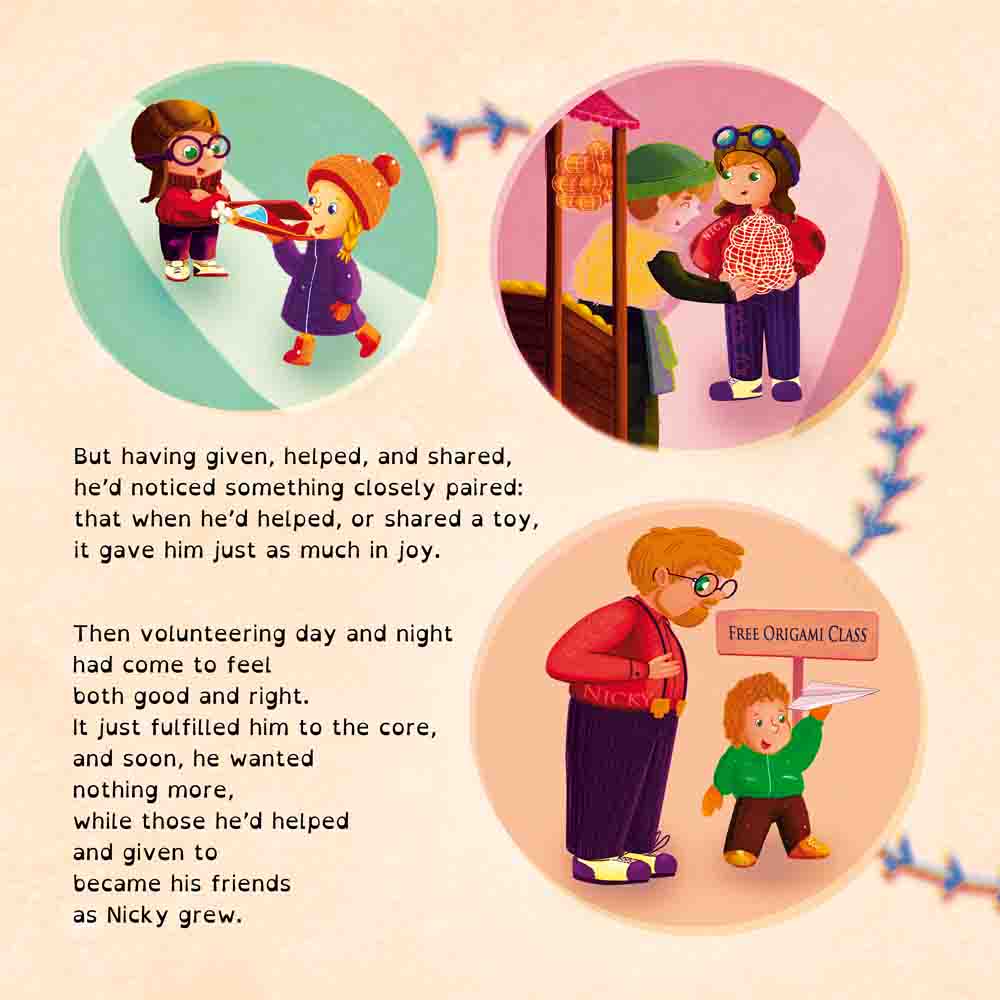 NICKY
But having given, helped, and shared,
he'd noticed something closely paired:
that when he'd helped, or shared a toy,
it gave him just as much in joy.
FREE ORIGAMI CLASS
NICKY
Then volunteering day and night
had come to feel
both good and right.
It just fulfilled him to the core,
and soon, he wanted
nothing more,
while those he'd helped
and given to
became his friends
as Nicky grew.